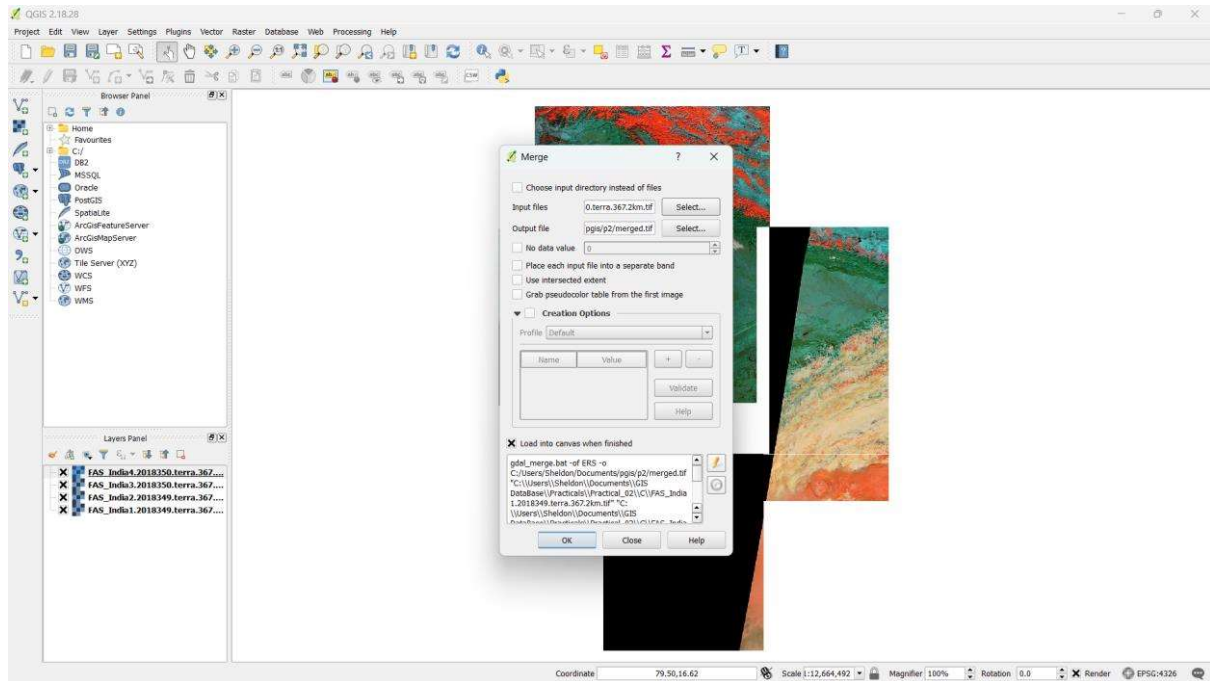 QGIS 2.18.28
Project Edit View Layer Settings Plugins Vector Raster Database Web Processing Help
Browser Panel
Home
Favourites
C:/
DB2
MSSQL
Oracle
PostGIS
SpatiaLite
ArcGisFeatureServer
ArcGisMapServer
OWS
Tile Server (XYZ)
WCS
WFS
WMS
Layers Panel
FAS_India4.2018350.terra.367....
FAS_India3.2018350.terra.367....
FAS_India2.2018349.terra.367....
FAS_India1.2018349.terra.367....
Merge ? X
Choose input directory instead of files
Input files 0.terra.367.2km.tif Select...
Output file pgis/p2/merged.tif Select...
No data value 0
Place each input file into a separate band
Use intersected extent
Grab pseudocolor table from the first image
Creation Options
Profile Default
Name Value + -
Validate
Help
Load into canvas when finished
gdal_merge.bat -of ERS -o
C:/Users/Sheldon/Documents/pgis/p2/merged.tif
"C:\\Users\\Sheldon\\Documents\\GIS
DataBase\\Practicals\\Practical_02\\C\\FAS_India
1.2018349.terra.367.2km.tif" "C:
\\Users\\Sheldon\\Documents\\GIS
DataBase\\Practicals\\Practical_02\\C\\FAS_India
OK Close Help
Coordinate 79.50,16.62 Scale 1:12,664,492 Magnifier 100% Rotation 0.0 Render EPSG:4326